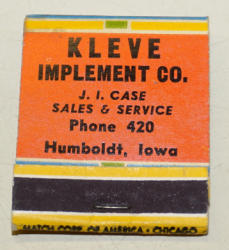 KLEVE
IMPLEMENT CO.
J. I. CASE
SALES & SERVICE
Phone 420
Humboldt, Iowa
MATCH CORP. OF AMERICA • CHICAGO